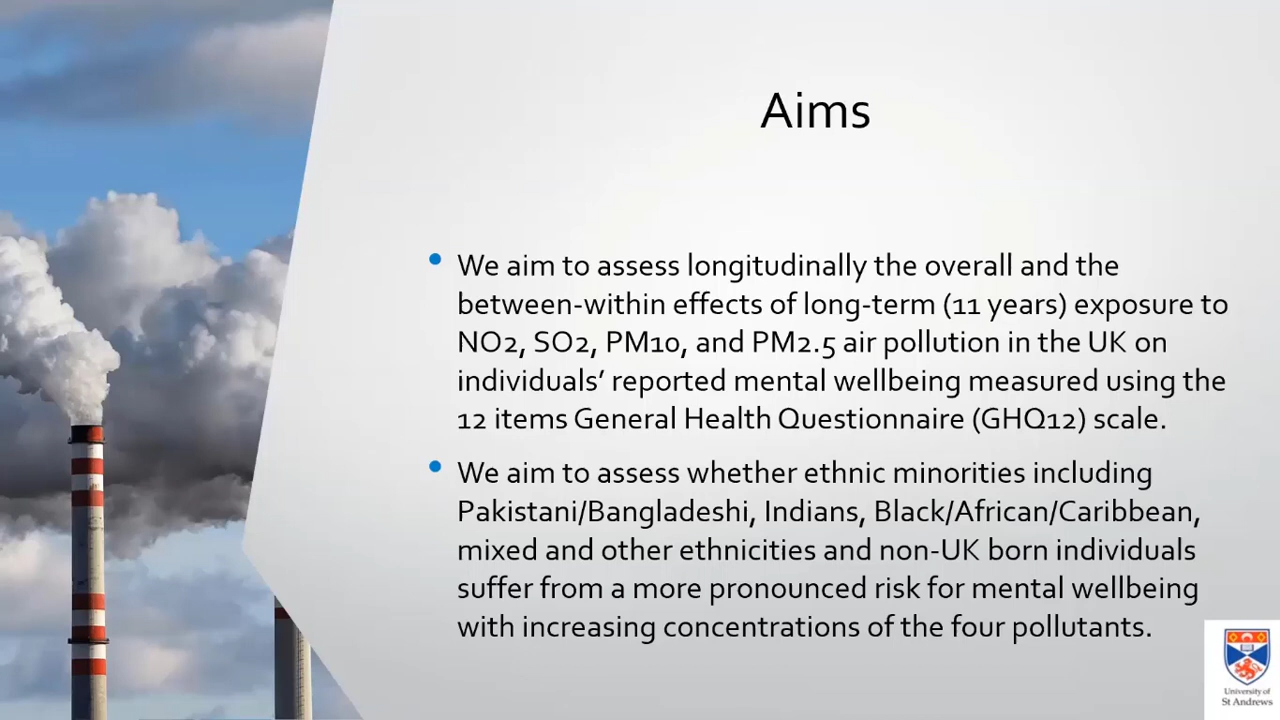 Aims
We aim to assess longitudinally the overall and the
between-within effects of long-term (11 years) exposure to
NO2, SO2, PM10, and PM2.5 air pollution in the UK on
individuals’ reported mental wellbeing measured using the
12 items General Health Questionnaire (GHQ12) scale.
We aim to assess whether ethnic minorities including
Pakistani/Bangladeshi, Indians, Black/African/Caribbean,
mixed and other ethnicities and non-UK born individuals
suffer from a more pronounced risk for mental wellbeing
with increasing concentrations of the four pollutants.
University of
St Andrews